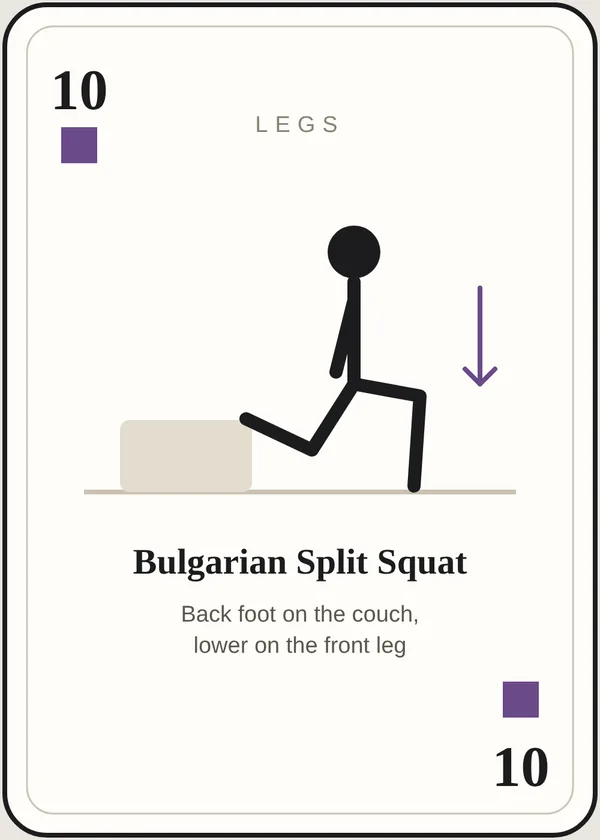 10
LEGS
Bulgarian Split Squat
Back foot on the couch,
lower on the front leg
10